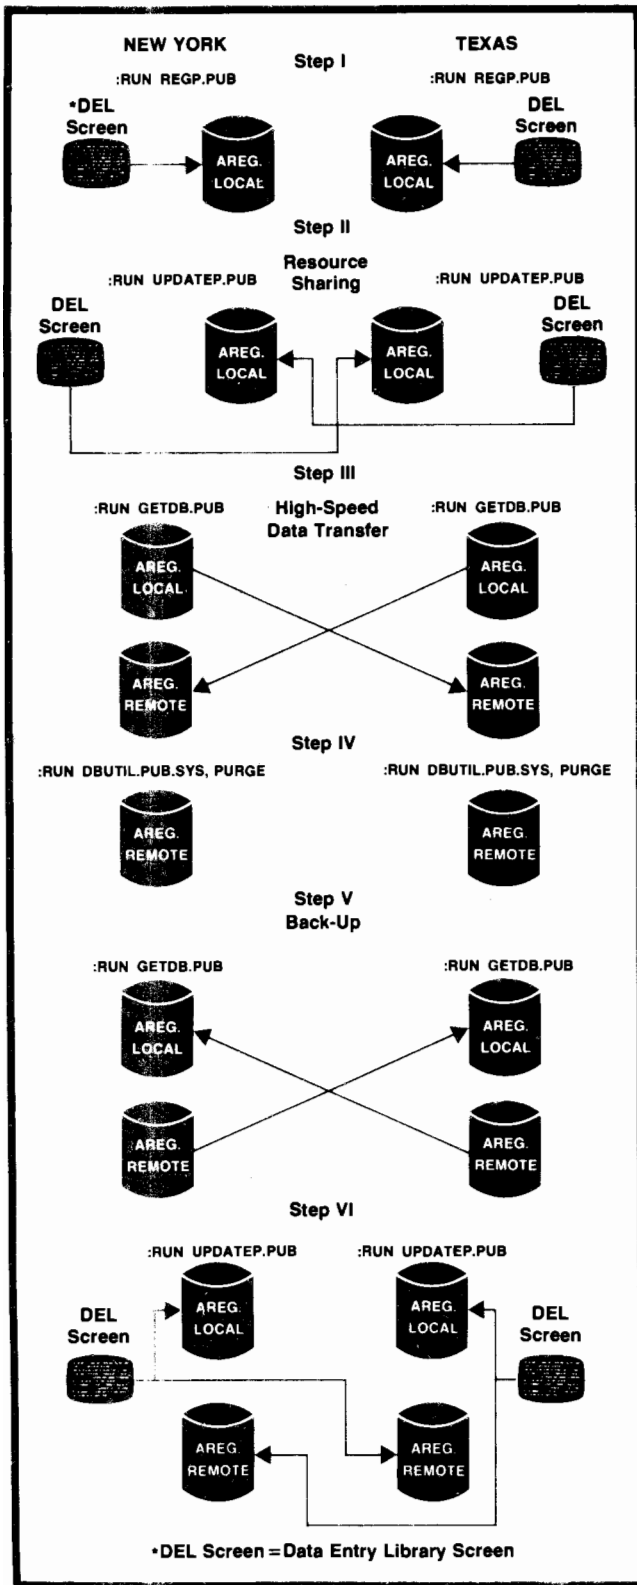 NEW YORK TEXAS
Step I
:RUN REGP.PUB :RUN REGP.PUB
*DEL
Screen
DEL
Screen
AREG.
LOCAL
AREG.
LOCAL
Step II
Resource
Sharing
:RUN UPDATEP.PUB :RUN UPDATEP.PUB
DEL
Screen
DEL
Screen
AREG.
LOCAL
AREG.
LOCAL
Step III
High-Speed
Data Transfer
:RUN GETDB.PUB :RUN GETDB.PUB
AREG.
LOCAL
AREG.
LOCAL
AREG.
REMOTE
AREG.
REMOTE
Step IV
:RUN DBUTIL.PUB.SYS, PURGE :RUN DBUTIL.PUB.SYS, PURGE
AREG.
REMOTE
AREG.
REMOTE
Step V
Back-Up
:RUN GETDB.PUB :RUN GETDB.PUB
AREG.
LOCAL
AREG.
LOCAL
AREG.
REMOTE
AREG.
REMOTE
Step VI
:RUN UPDATEP.PUB :RUN UPDATEP.PUB
DEL
Screen
AREG.
LOCAL
AREG.
LOCAL
DEL
Screen
AREG.
REMOTE
AREG.
REMOTE
*DEL Screen = Data Entry Library Screen